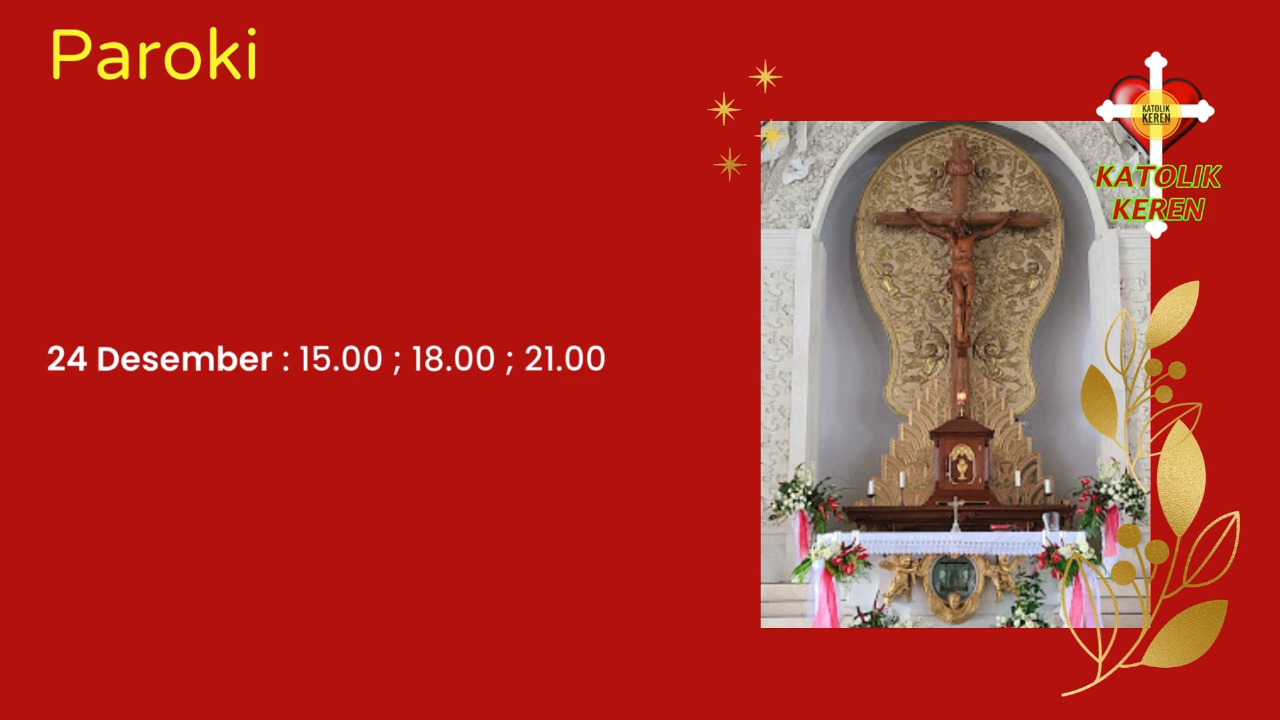 Paroki
24 Desember : 15.00 ; 18.00 ; 21.00
KATOLIK
KEREN
KATOLIK
KEREN